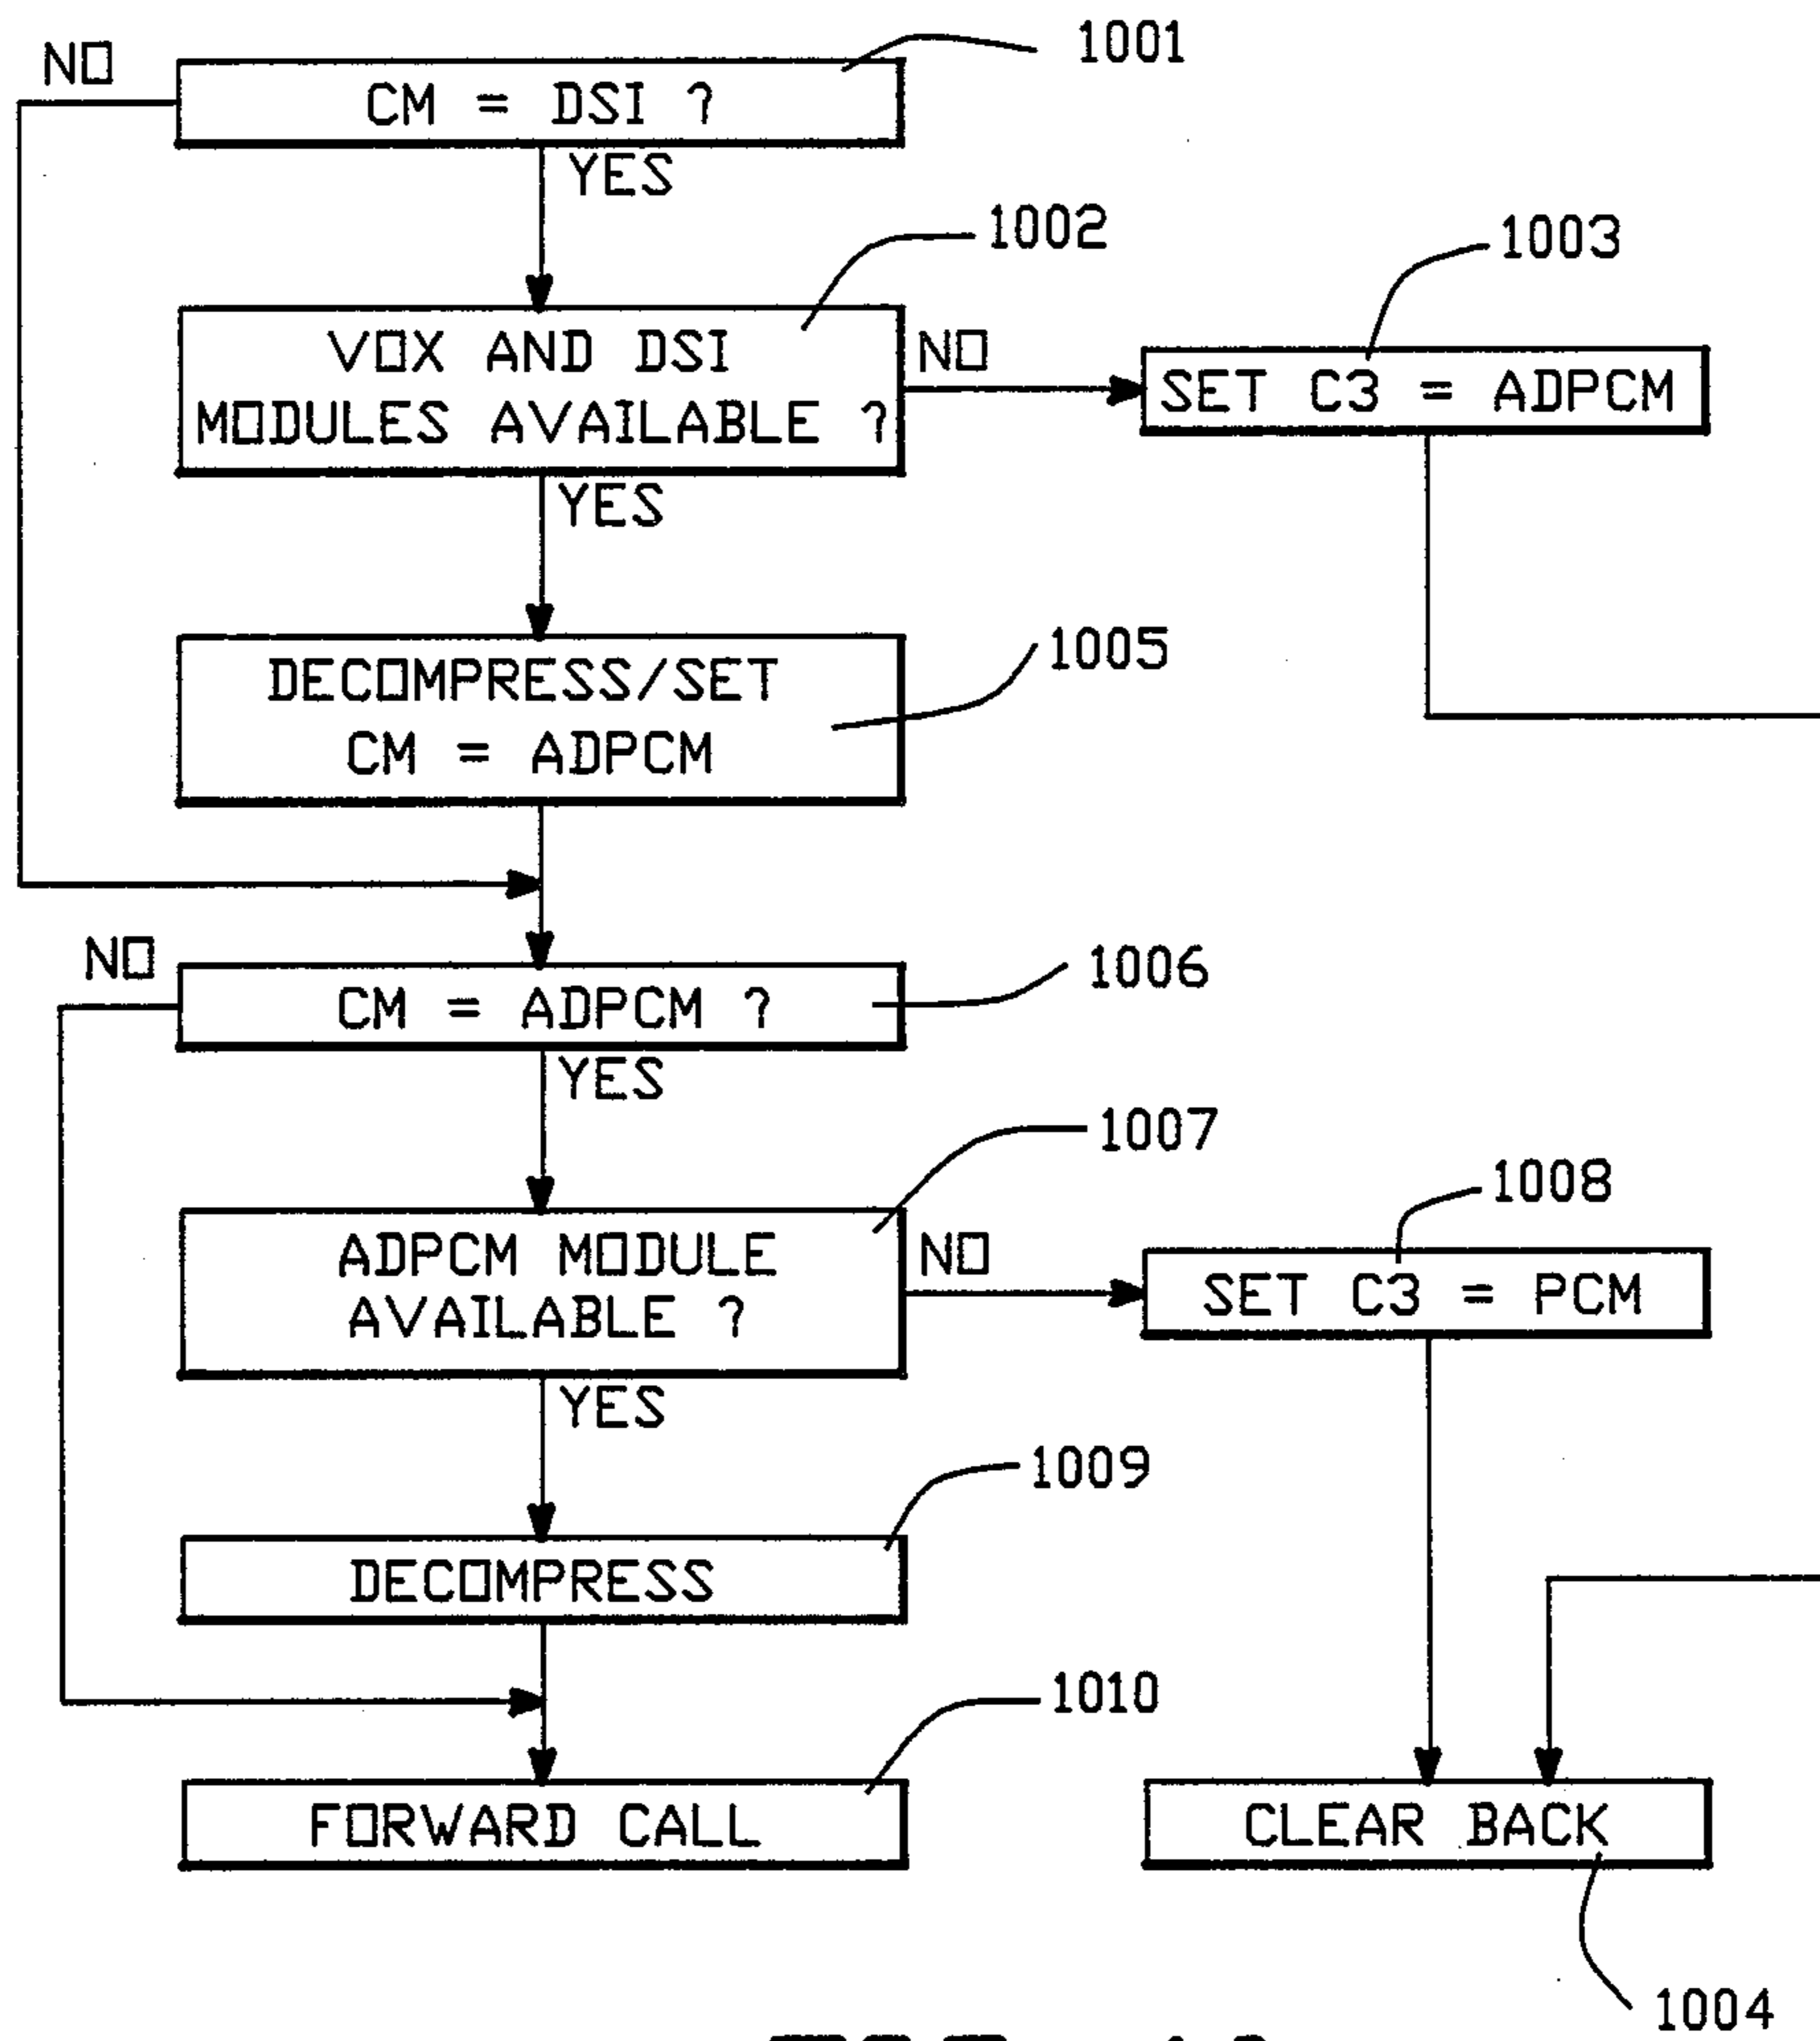 NO
1001
CM = DSI ?
YES
1002
1003
VOX AND DSI
MODULES AVAILABLE ?
NO
SET C3 = ADPCM
YES
1005
DECOMPRESS/SET
CM = ADPCM
NO
1006
CM = ADPCM ?
YES
1007
1008
ADPCM MODULE
AVAILABLE ?
NO
SET C3 = PCM
YES
1009
DECOMPRESS
1010
FORWARD CALL
CLEAR BACK
1004